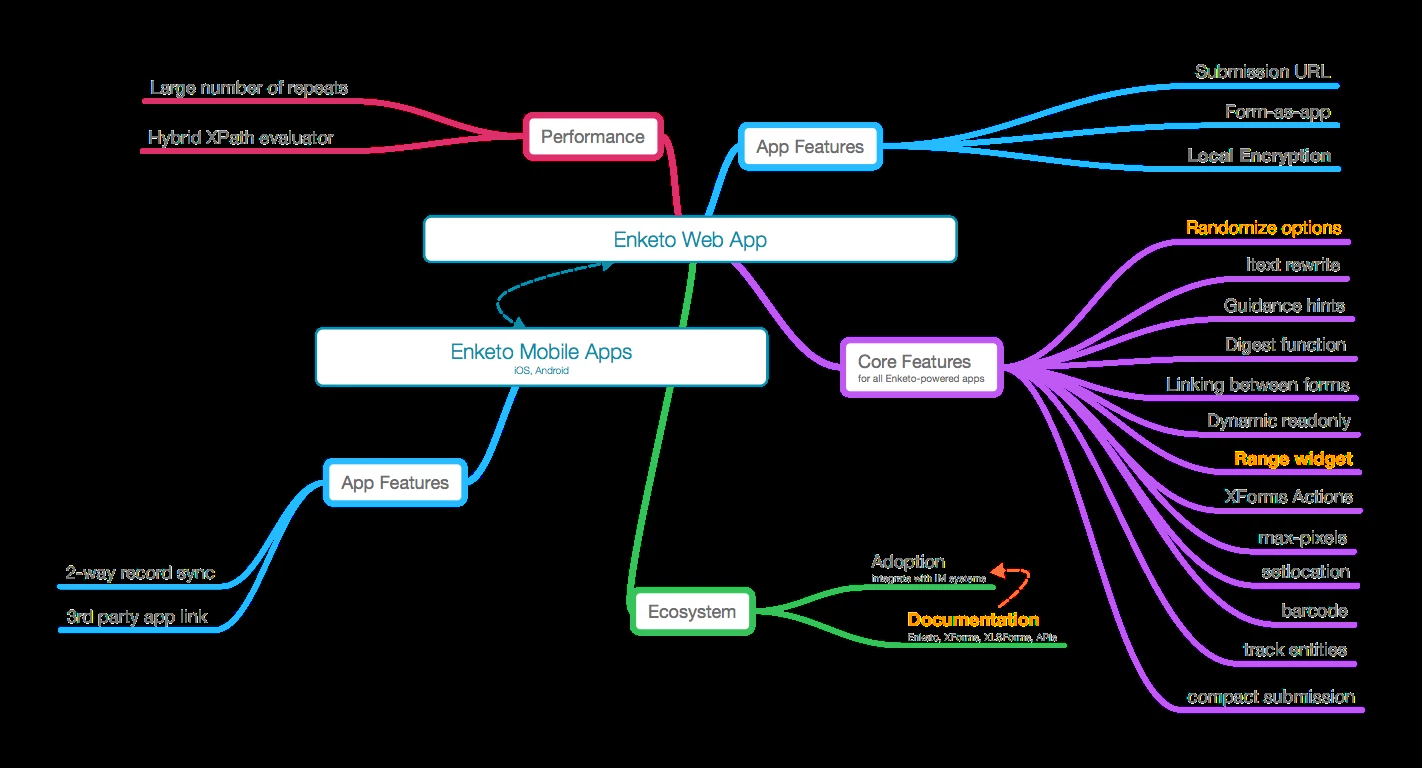 Large number of repeats
Hybrid XPath evaluator
Performance
App Features
Submission URL
Form-as-app
Local Encryption
Enketo Web App
Enketo Mobile Apps
iOS, Android
Core Features
for all Enketo-powered apps
Randomize options
Itext rewrite
Guidance hints
Digest function
Linking between forms
Dynamic readonly
Range widget
XForms Actions
max-pixels
setlocation
barcode
track entities
compact submission
App Features
2-way record sync
3rd party app link
Ecosystem
Adoption
Integrate with IM systems
Documentation
Enketo, XForms, XLSForms, APIs